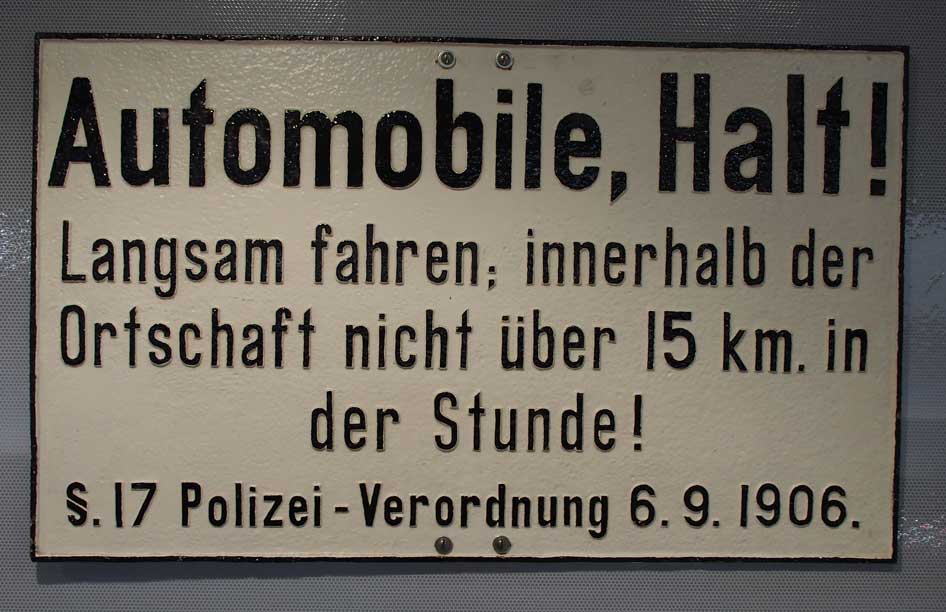 Automobile, Halt!
Langsam fahren; innerhalb der
Ortschaft nicht über 15 km. in
der Stunde!
§. 17 Polizei-Verordnung 6.9.1906.